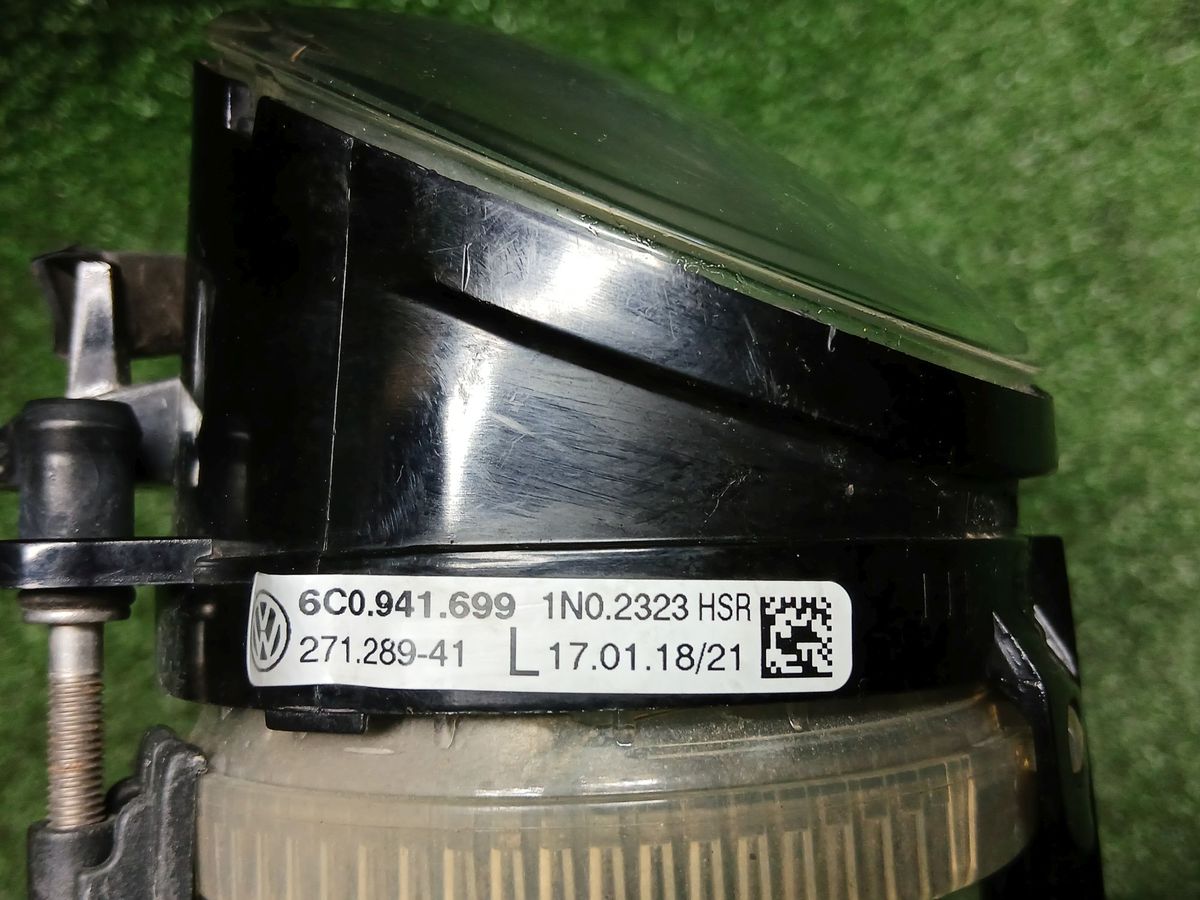 6C0.941.699 1N0.2323 HSR
271.289-41 L 17.01.18/21